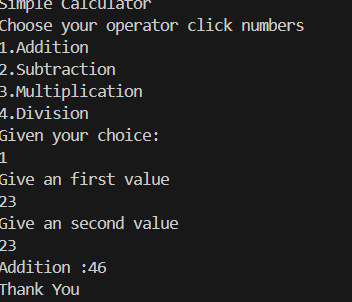 Simple Calculator
Choose your operator click numbers
1.Addition
2.Subtraction
3.Multiplication
4.Division
Given your choice:
1
Give an first value
23
Give an second value
23
Addition :46
Thank You